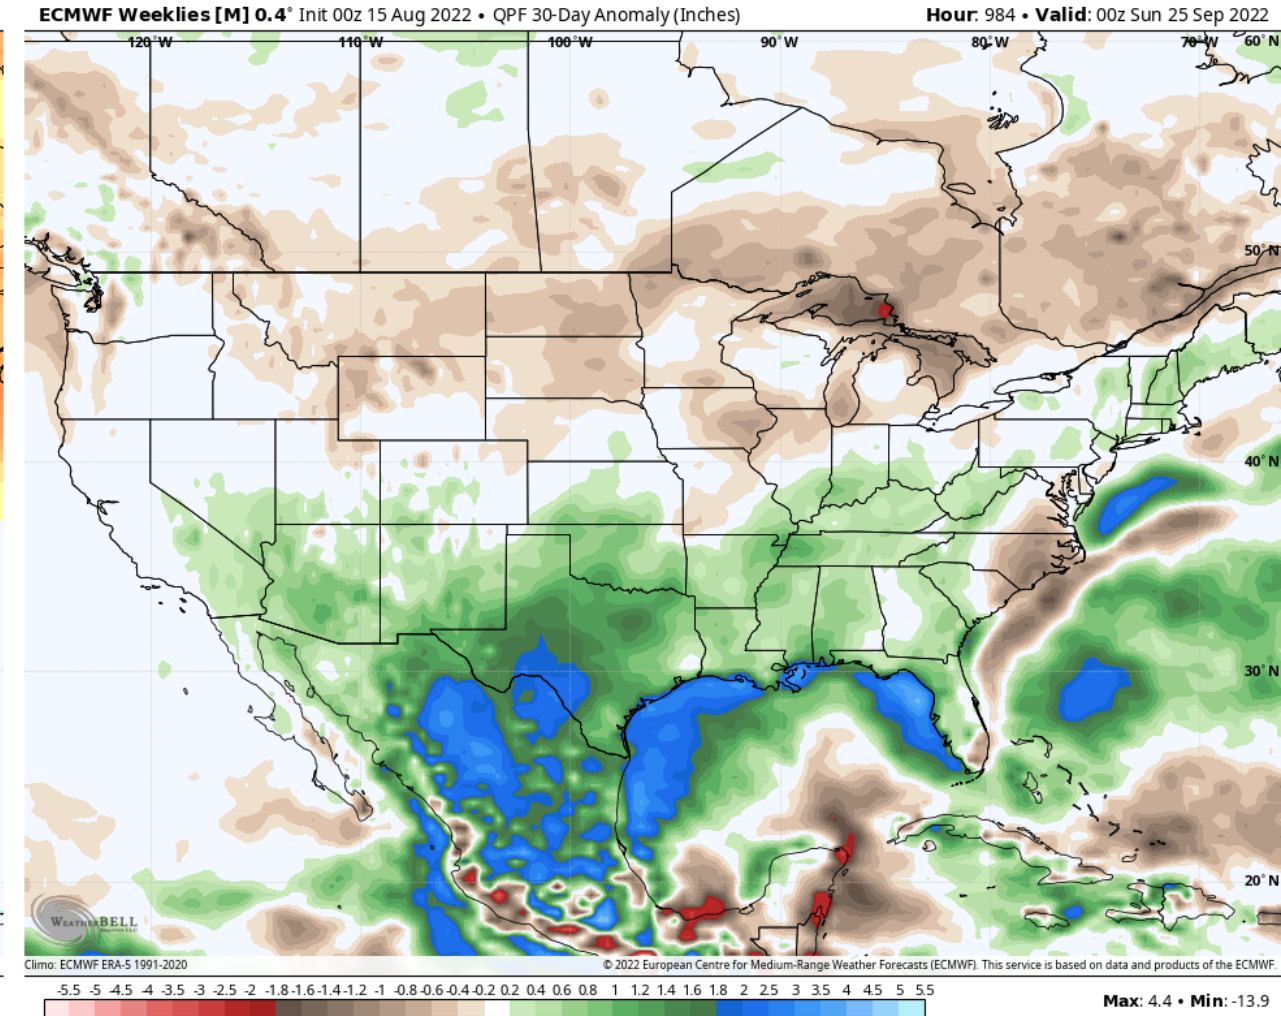 ECMWF Weeklies [M] 0.4° Init 00z 15 Aug 2022 • QPF 30-Day Anomaly (Inches)
Hour: 984 • Valid: 00z Sun 25 Sep 2022
120°W 110°W 100°W 90°W 80°W 70°W 60°N
50°N
40°N
30°N
20°N
WEATHERBELL
Climo: ECMWF ERA-5 1991-2020
© 2022 European Centre for Medium-Range Weather Forecasts (ECMWF). This service is based on data and products of the ECMWF.
-5.5 -5 -4.5 -4 -3.5 -3 -2.5 -2 -1.8 -1.6 -1.4 -1.2 -1 -0.8 -0.6 -0.4 -0.2 0.2 0.4 0.6 0.8 1 1.2 1.4 1.6 1.8 2 2.5 3 3.5 4 4.5 5 5.5
Max: 4.4 • Min: -13.9